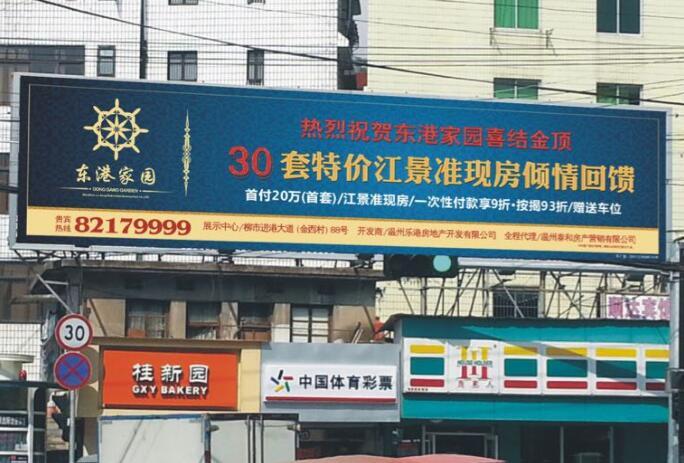 热烈祝贺东港家园喜结金顶
30套特价江景准现房倾情回馈
首付20万(首套)/江景准现房/一次性付款享9折·按揭93折/赠送车位
东港家园
DONG GANG GARDEN
贵宾热线 82179999 展示中心/柳市进港大道(金西村)88号 开发商/温州乐港房地产开发有限公司 全程代理/温州泰和房产营销有限公司
30
桂新园
GXY BAKERY
中国体育彩票